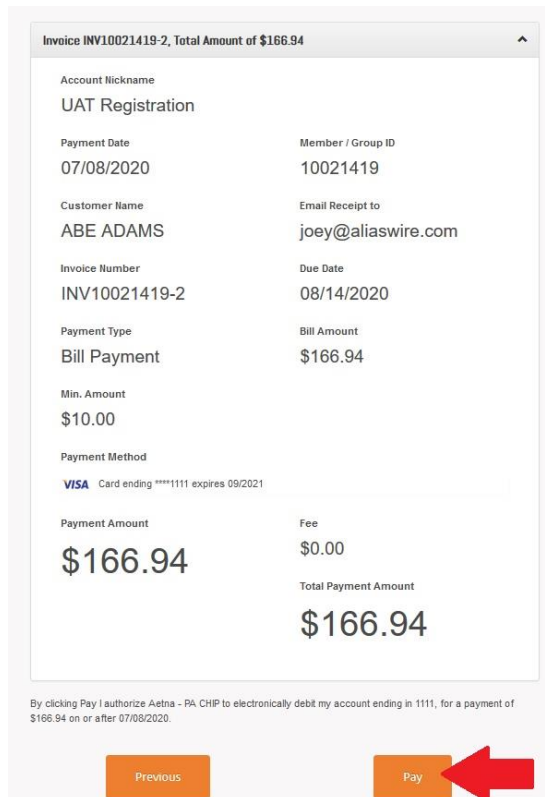 Invoice INV10021419-2, Total Amount of $166.94
Account Nickname
UAT Registration
Payment Date
07/08/2020
Member / Group ID
10021419
Customer Name
ABE ADAMS
Email Receipt to
joey@aliaswire.com
Invoice Number
INV10021419-2
Due Date
08/14/2020
Payment Type
Bill Payment
Bill Amount
$166.94
Min. Amount
$10.00
Payment Method
VISA Card ending ****1111 expires 09/2021
Payment Amount
$166.94
Fee
$0.00
Total Payment Amount
$166.94
By clicking Pay I authorize Aetna - PA CHIP to electronically debit my account ending in 1111, for a payment of
$166.94 on or after 07/08/2020.
Previous
Pay